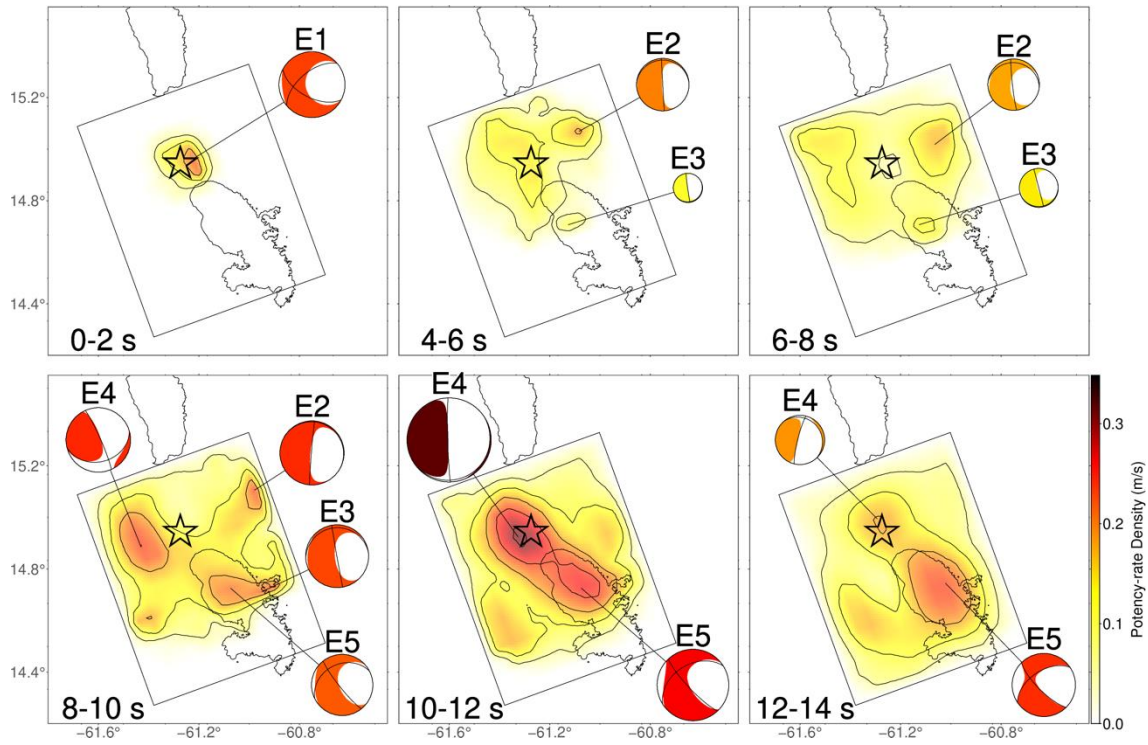 E1
E2
E2
15.2°
E3
E3
14.8°
14.4°
0-2 s
4-6 s
6-8 s
E4
E2
E4
E4
15.2°
0.3
E3
0.2
14.8°
E5
E5
0.1
E5
14.4°
8-10 s
10-12 s
12-14 s
0.0
Potency-rate Density (m/s)
−61.6° −61.2° −60.8°
−61.6° −61.2° −60.8°
−61.6° −61.2° −60.8°